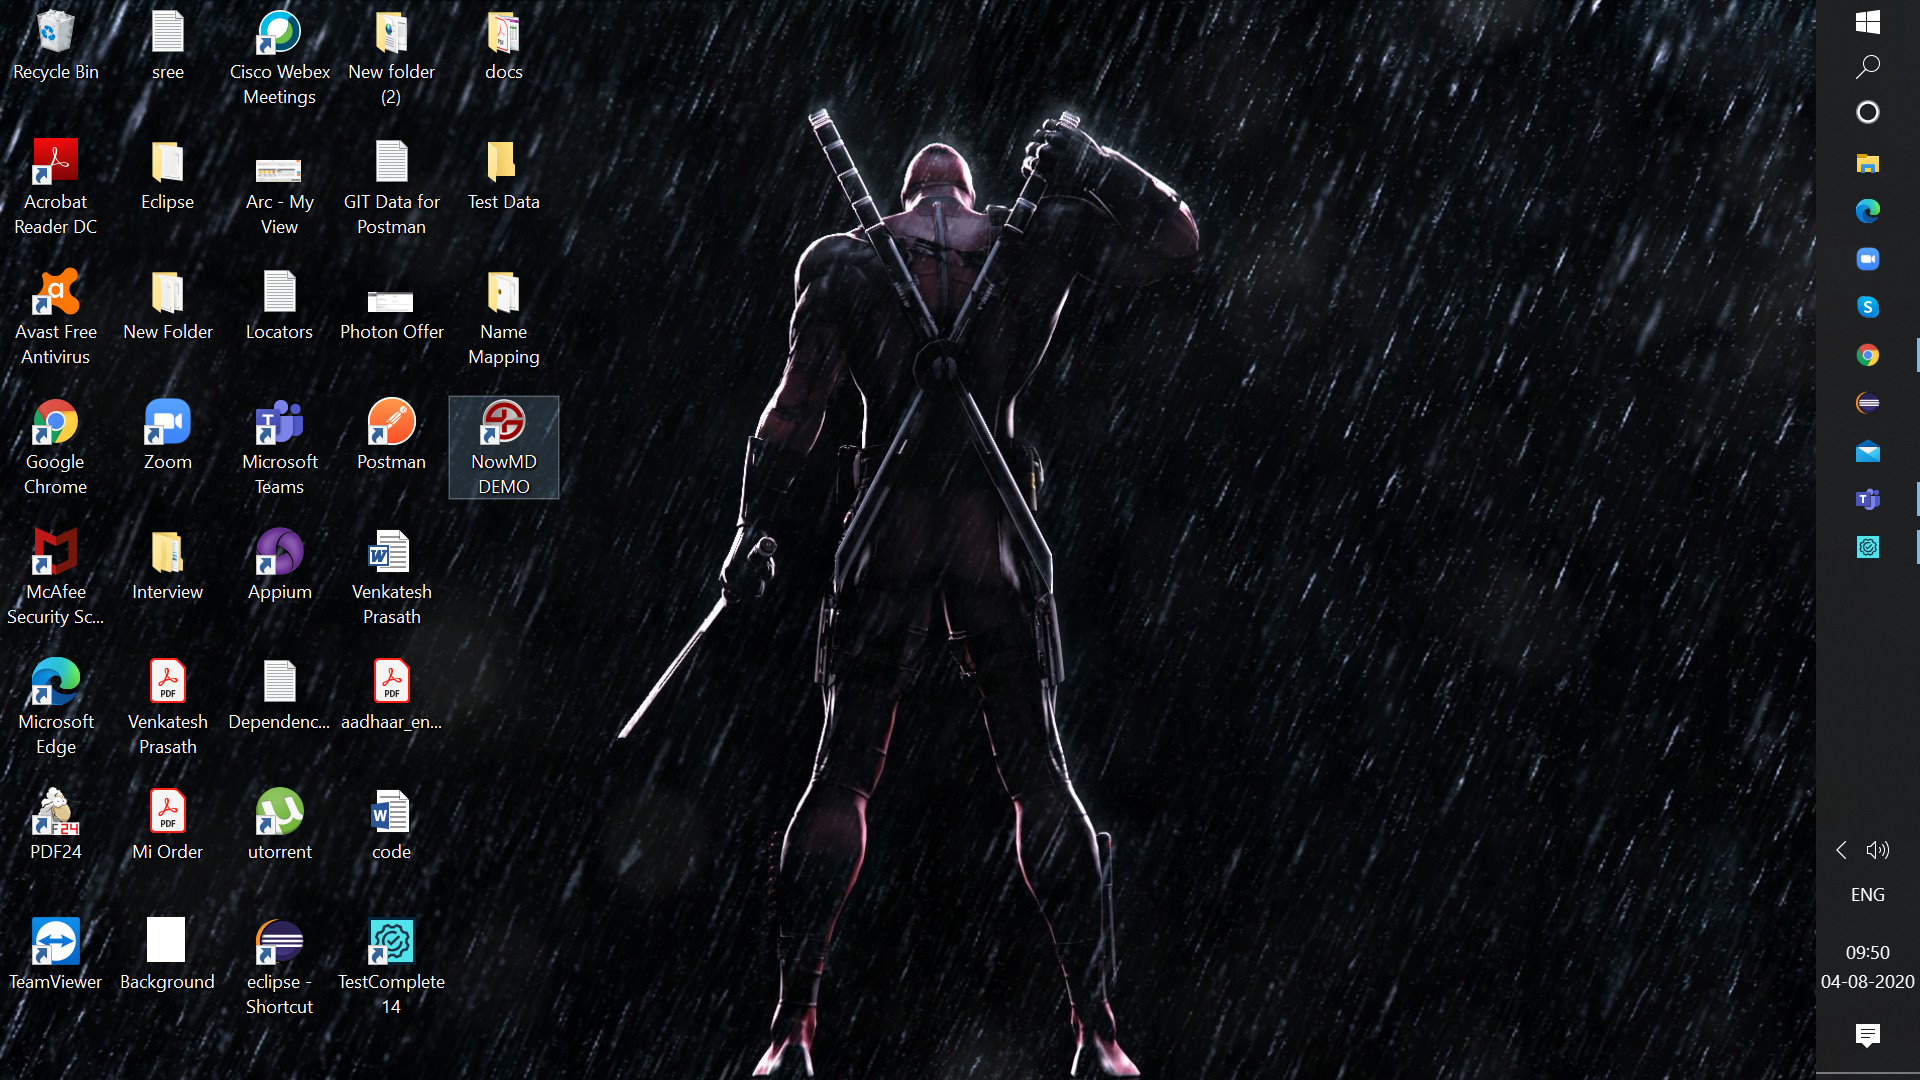 Recycle Bin
sree
Cisco Webex
Meetings
New folder
(2)
docs
Acrobat
Reader DC
Eclipse
Arc - My
View
GIT Data for
Postman
Test Data
Avast Free
Antivirus
New Folder
Locators
Photon Offer
Name
Mapping
Google
Chrome
Zoom
Microsoft
Teams
Postman
NowMD
DEMO
McAfee
Security Sc...
Interview
Appium
Venkatesh
Prasath
Microsoft
Edge
Venkatesh
Prasath
Dependenc...
aadhaar_en...
PDF24
Mi Order
utorrent
code
TeamViewer
Background
eclipse -
Shortcut
TestComplete
14
ENG
09:50
04-08-2020